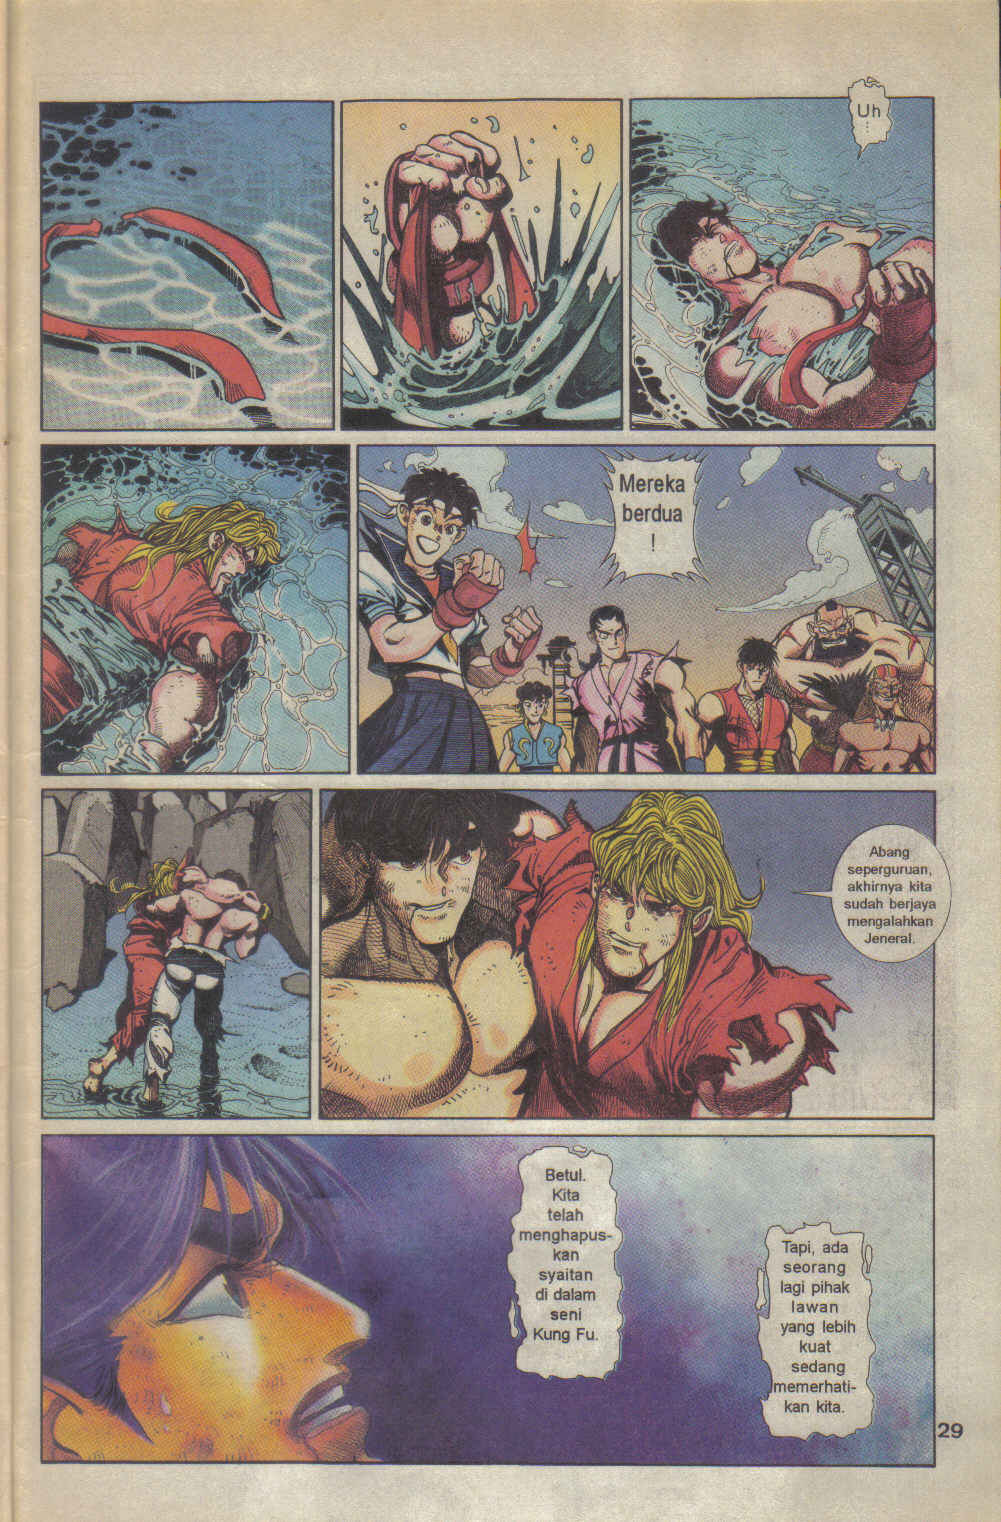 Uh
...
Mereka
berdua
!
Abang
seperguruan,
akhirnya kita
sudah berjaya
mengalahkan
Jeneral.
Betul.
Kita
telah
menghapus-
kan
syaitan
di dalam
seni
Kung Fu.
Tapi, ada
seorang
lagi pihak
lawan
yang lebih
kuat
sedang
memerhati-
kan kita.
29